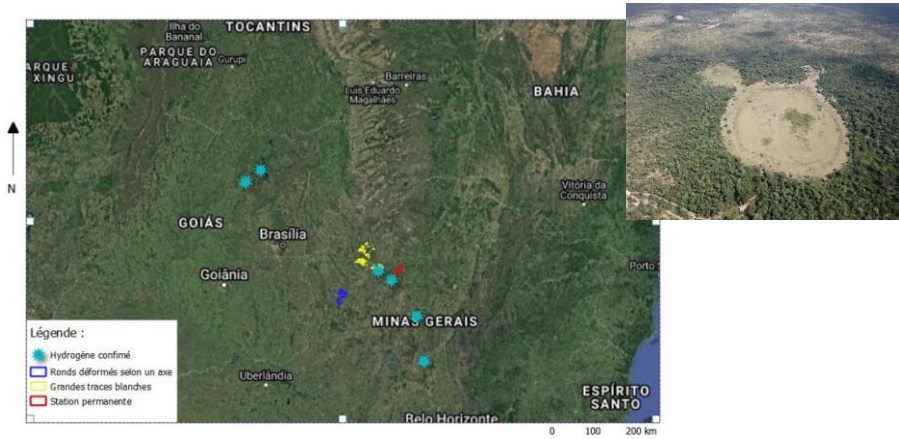 TOCANTINS
Ilha do
Bananal
PARQUE DO
ARAGUAIA
Gurupi
ARQUE
XINGU
Barreiras
Luís Eduardo
Magalhães
BAHIA
Vitória da
Conquista
GOIÁS
Brasília
Goiânia
Porto S
MINAS GERAIS
Uberlândia
ESPÍRITO
SANTO
Belo Horizonte
N
Légende :
Hydrogène confimé
Ronds déformés selon un axe
Grandes traces blanches
Station permanente
0 100 200 km